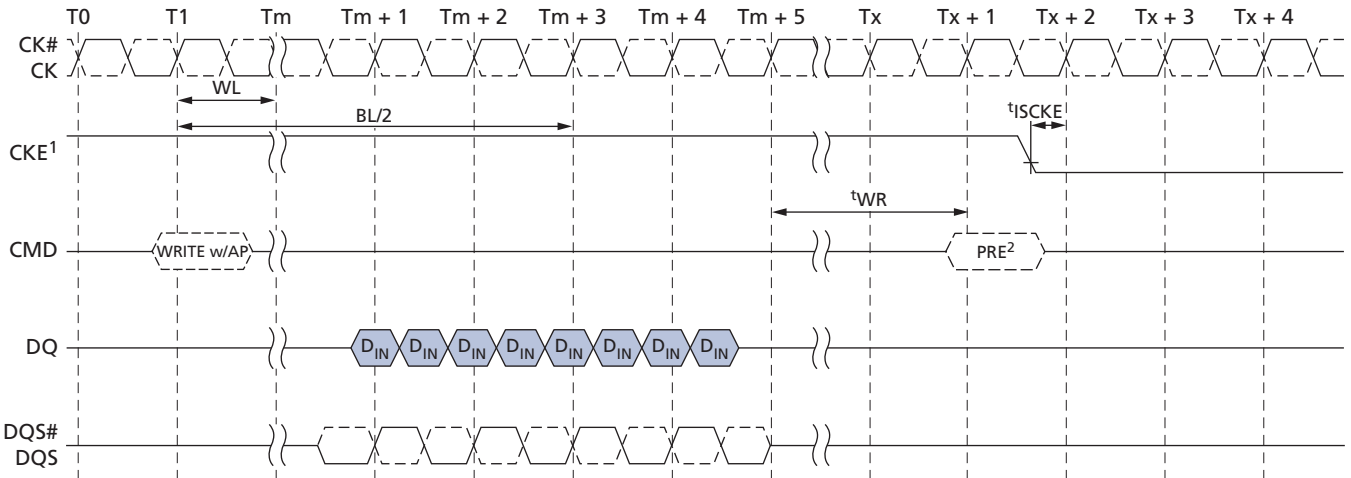 T0 T1 Tm Tm + 1 Tm + 2 Tm + 3 Tm + 4 Tm + 5 Tx Tx + 1 Tx + 2 Tx + 3 Tx + 4
CK#
CK
WL
BL/2
tISCKE
CKE1
tWR
CMD
WRITE w/AP
PRE2
DQ
DIN DIN DIN DIN DIN DIN DIN DIN
DQS#
DQS